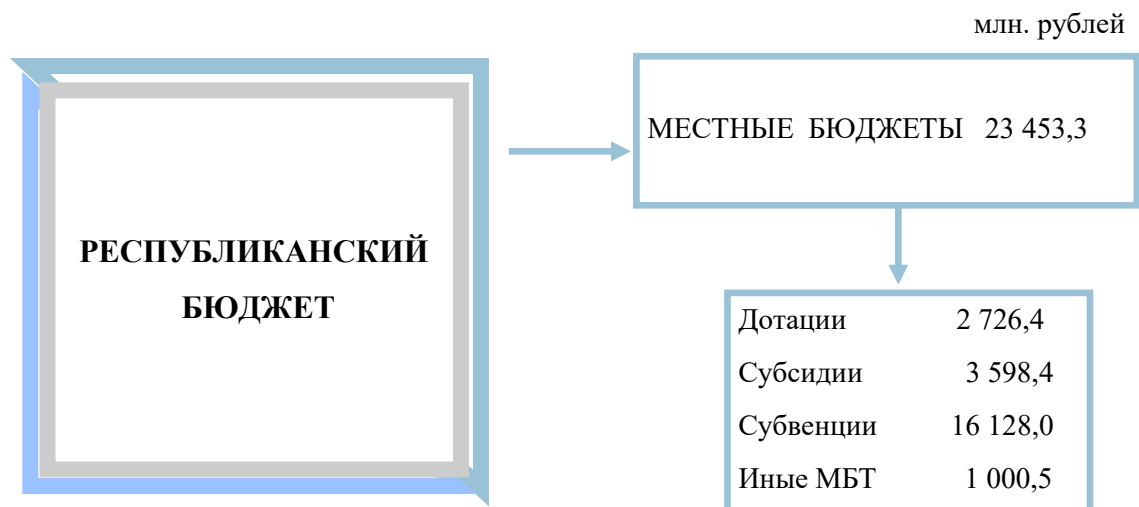 млн. рублей
МЕСТНЫЕ БЮДЖЕТЫ 23 453,3
РЕСПУБЛИКАНСКИЙ
БЮДЖЕТ
Дотации 2 726,4
Субсидии 3 598,4
Субвенции 16 128,0
Иные МБТ 1 000,5